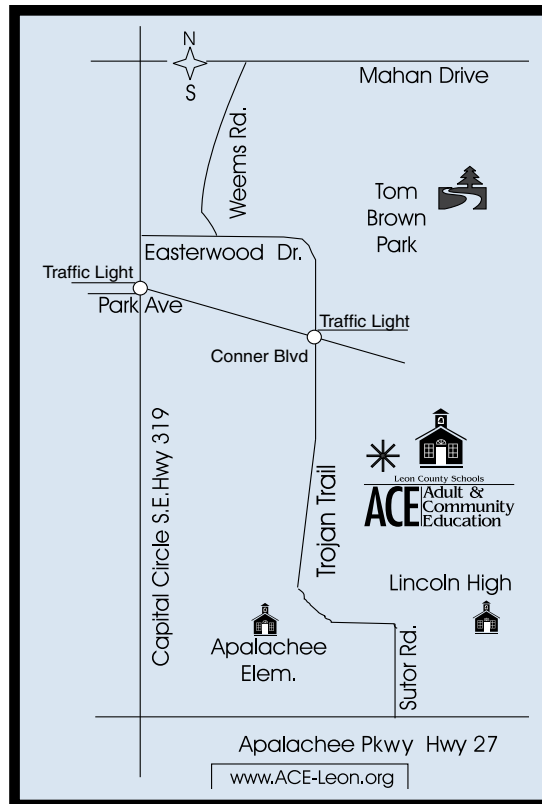 N
S
Mahan Drive
Weems Rd.
Tom
Brown
Park
Easterwood Dr.
Traffic Light
Park Ave
Traffic Light
Conner Blvd
Capital Circle S.E.Hwy 319
Trojan Trail
Leon County Schools
ACE Adult &
Community
Education
Lincoln High
Apalachee
Elem.
Sutor Rd.
Apalachee Pkwy Hwy 27
www.ACE-Leon.org